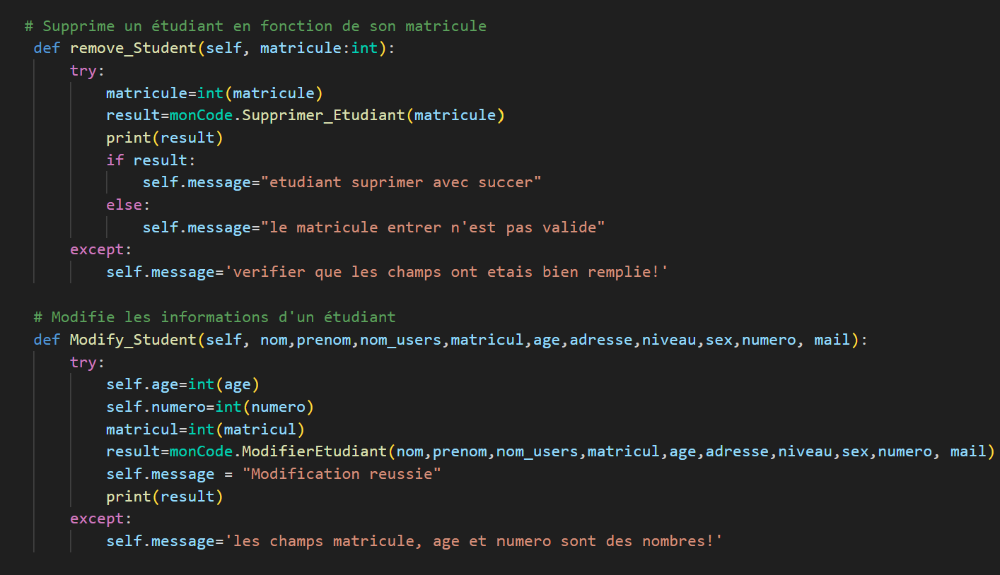 # Supprime un étudiant en fonction de son matricule
def remove_Student(self, matricule:int):
try:
matricule=int(matricule)
result=monCode.Supprimer_Etudiant(matricule)
print(result)
if result:
self.message="etudiant suprimer avec succer"
else:
self.message="le matricule entrer n'est pas valide"
except:
self.message='verifier que les champs ont etais bien remplie!'
# Modifie les informations d'un étudiant
def Modify_Student(self, nom,prenom,nom_users,matricul,age,adresse,niveau,sex,numero, mail):
try:
self.age=int(age)
self.numero=int(numero)
matricul=int(matricul)
result=monCode.ModifierEtudiant(nom,prenom,nom_users,matricul,age,adresse,niveau,sex,numero, mail)
self.message = "Modification reussie"
print(result)
except:
self.message='les champs matricule, age et numero sont des nombres!'